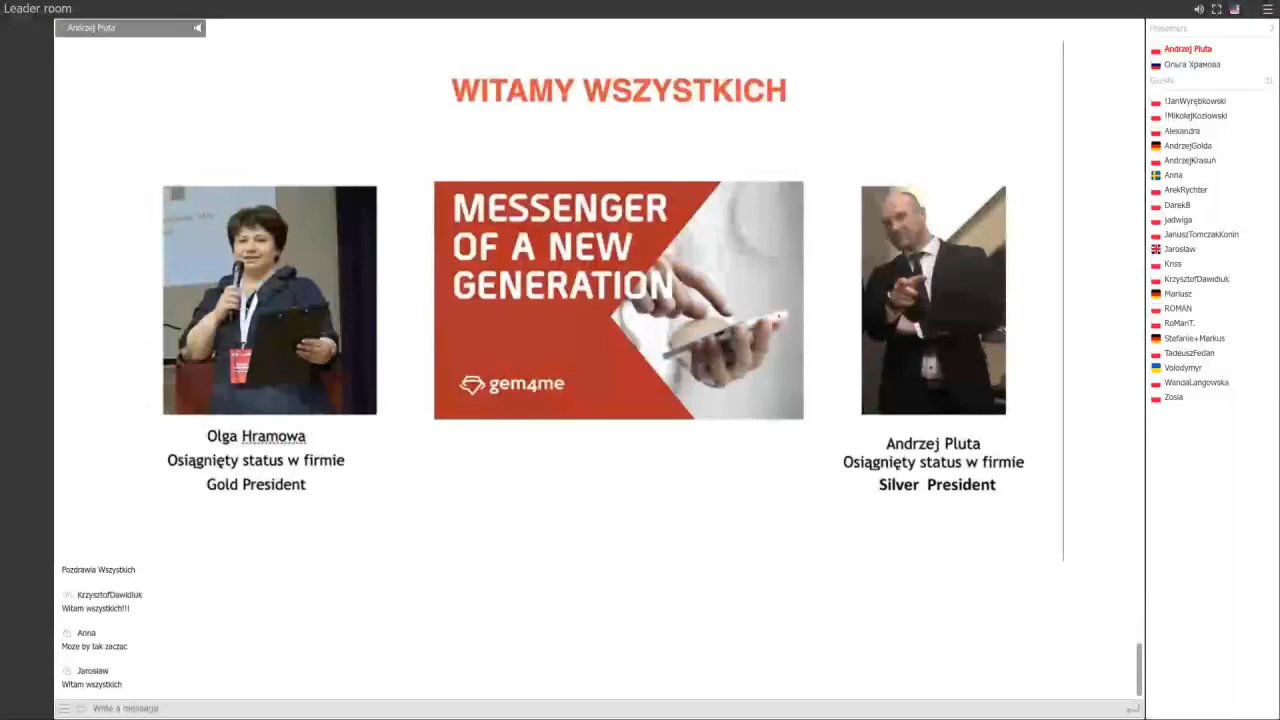 Leader room
Andrzej Pluta
WITAMY WSZYSTKICH
MESSENGER
OF A NEW
GENERATION
gem4me
Olga Hramowa
Osiągnięty status w firmie
Gold President
Andrzej Pluta
Osiągnięty status w firmie
Silver President
Pozdrawia Wszystkich
KrzysztofDawidiuk
Witam wszystkich!!!
Anna
Moze by tak zacząc
Jarosław
Witam wszystkich
Write a message
Presenters
Andrzej Pluta
Ольга Храмова
Guests
!JanWyrębkowski
!MikołajKozłowski
Alexandra
AndrzejGolda
AndrzejKrasuń
Anna
ArekRychter
DarekB
jadwiga
JanuszTomczakKonin
Jarosław
Kriss
KrzysztofDawidiuk
Mariusz
ROMAN
RoManT.
Stefanie+Markus
TadeuszFedan
Volodymyr
WandaLangowska
Zosia